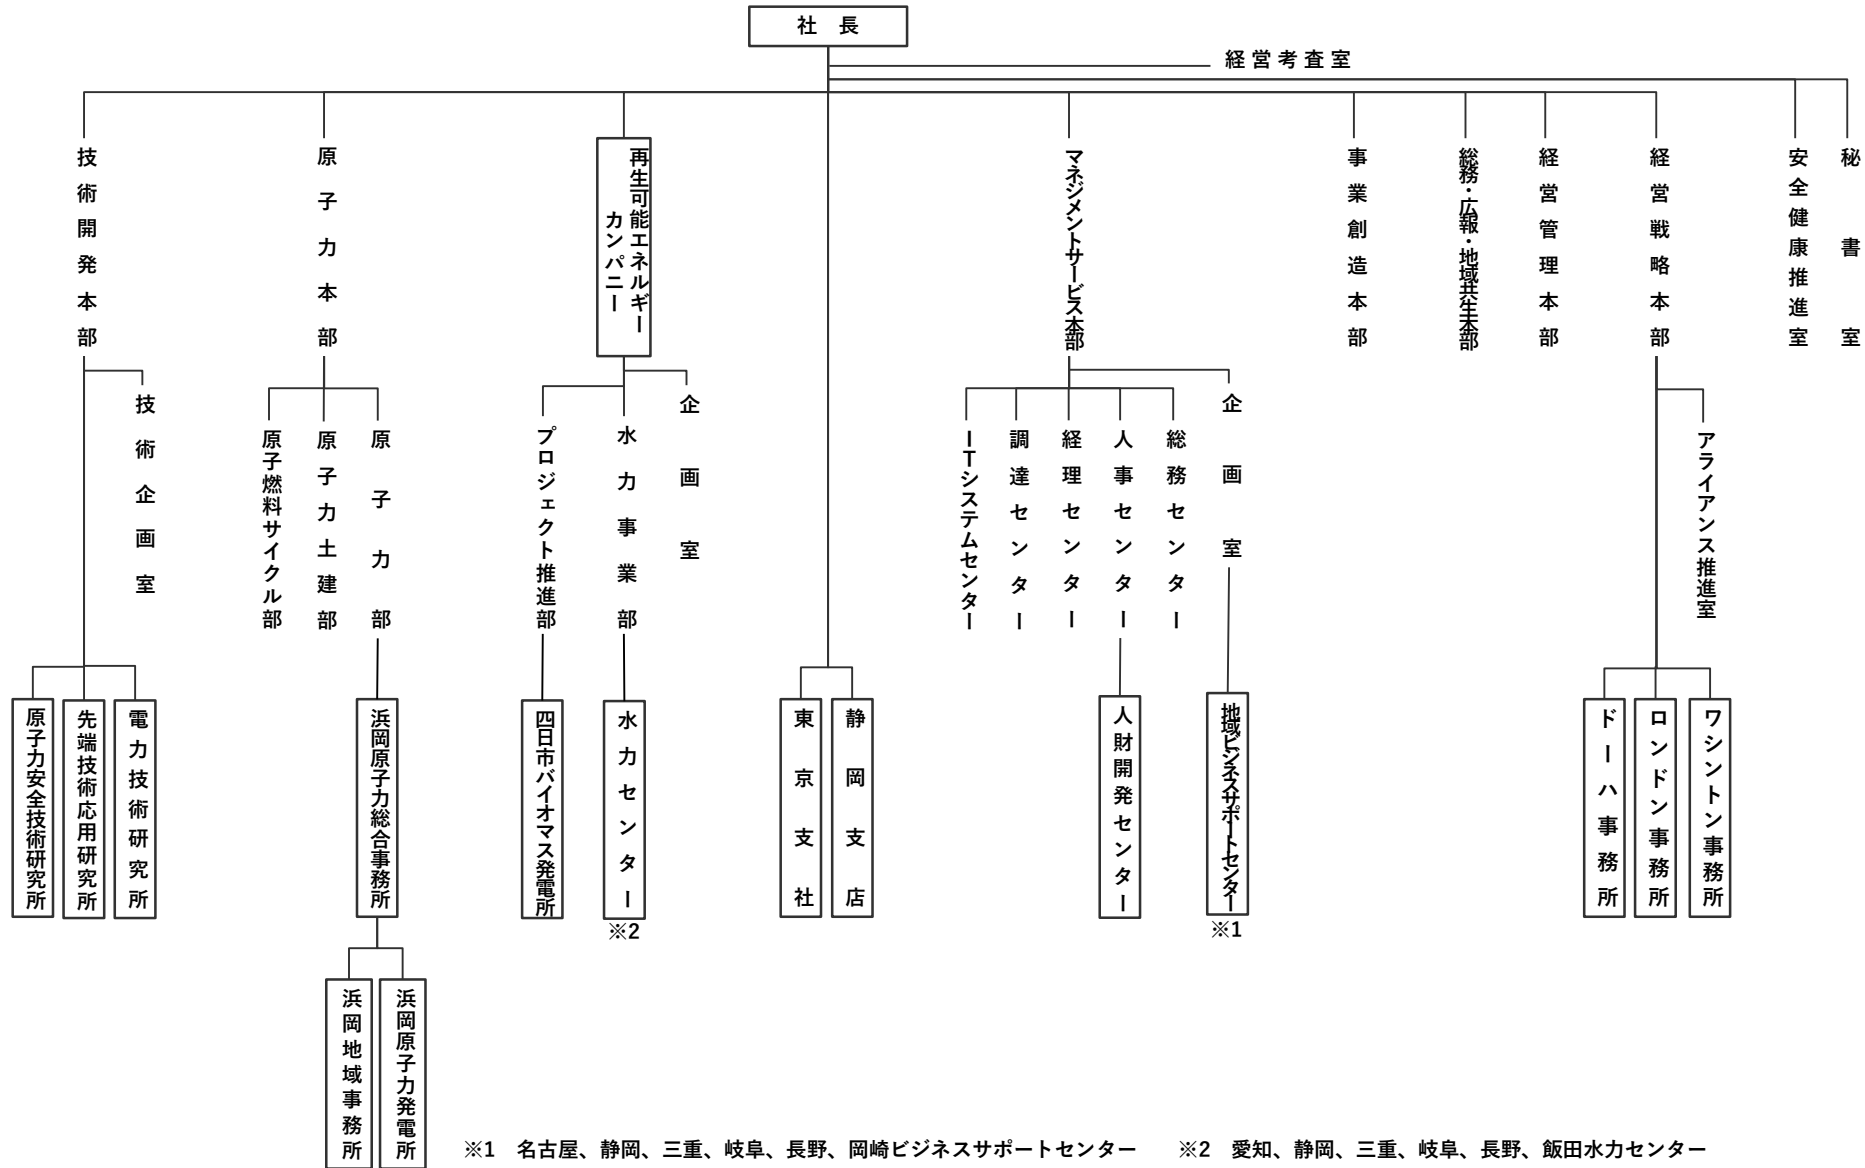 社長
経営考査室
秘書室
安全健康推進室
経営戦略本部
経営管理本部
総務・広報・地域共生本部
事業創造本部
マネジメントサービス本部
再生可能エネルギー
カンパニー
原子力本部
技術開発本部
アライアンス推進室
企画室
総務センター
人事センター
経理センター
調達センター
ITシステムセンター
企画室
水力事業部
プロジェクト推進部
原子力部
原子力土建部
原子燃料サイクル部
技術企画室
ワシントン事務所
ロンドン事務所
ドーハ事務所
地域ビジネスサポートセンター
※1
人財開発センター
静岡支店
東京支社
水力センター
※2
四日市バイオマス発電所
浜岡原子力総合事務所
電力技術研究所
先端技術応用研究所
原子力安全技術研究所
浜岡原子力発電所
浜岡地域事務所
※1 名古屋、静岡、三重、岐阜、長野、岡崎ビジネスサポートセンター ※2 愛知、静岡、三重、岐阜、長野、飯田水力センター